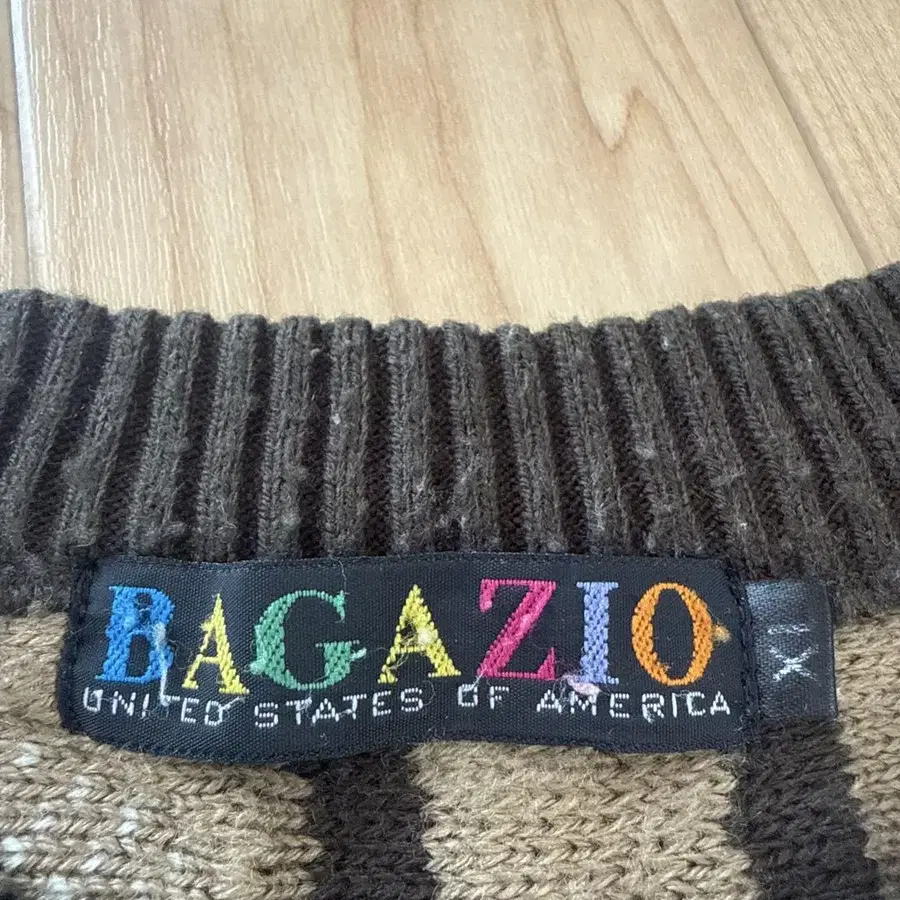 BAGAZIO
UNITED STATES OF AMERICA
XL